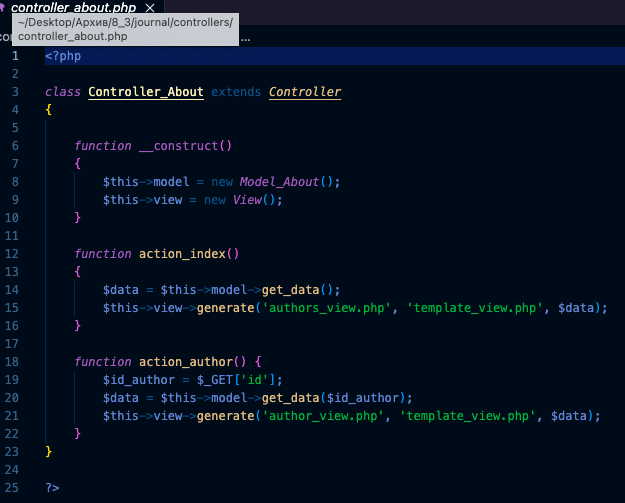 controller_about.php ×
~/Desktop/Архив/8_3/journal/controllers/
controller_about.php
...
1 <?php
2
3 class Controller_About extends Controller
4 {
5
6     function __construct()
7     {
8         $this->model = new Model_About();
9         $this->view = new View();
10     }
11
12     function action_index()
13     {
14         $data = $this->model->get_data();
15         $this->view->generate('authors_view.php', 'template_view.php', $data);
16     }
17
18     function action_author() {
19         $id_author = $_GET['id'];
20         $data = $this->model->get_data($id_author);
21         $this->view->generate('author_view.php', 'template_view.php', $data);
22     }
23 }
24
25 ?>